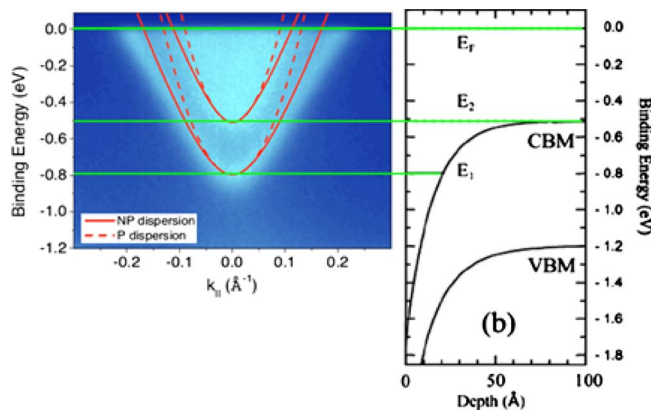 0.0
-0.2
-0.4
-0.6
-0.8
-1.0
-1.2
Binding Energy (eV)
NP dispersion
P dispersion
-0.2
-0.1
0.0
0.1
0.2
k|| (Å-1)
EF
E2
CBM
E1
VBM
(b)
0.0
- 0.2
- 0.4
- 0.6
- 0.8
- 1.0
- 1.2
- 1.4
- 1.6
- 1.8
Binding Energy (eV)
0
50
100
Depth (Å)